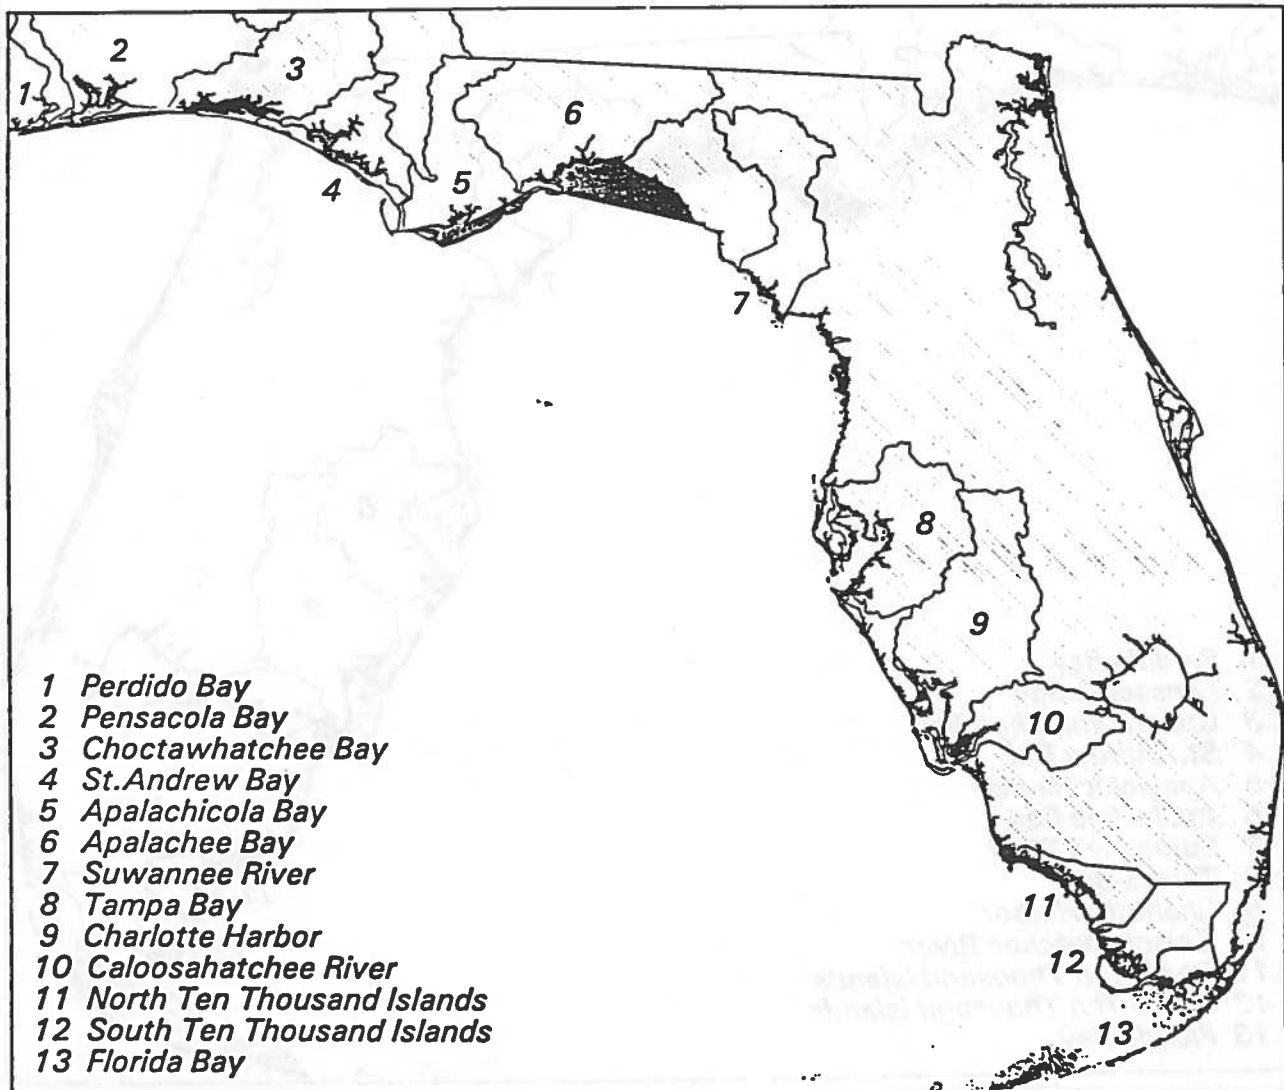 2
3
1
6
4
5
7
8
9
10
11
12
13
1 Perdido Bay
2 Pensacola Bay
3 Choctawhatchee Bay
4 St.Andrew Bay
5 Apalachicola Bay
6 Apalachee Bay
7 Suwannee River
8 Tampa Bay
9 Charlotte Harbor
10 Caloosahatchee River
11 North Ten Thousand Islands
12 South Ten Thousand Islands
13 Florida Bay